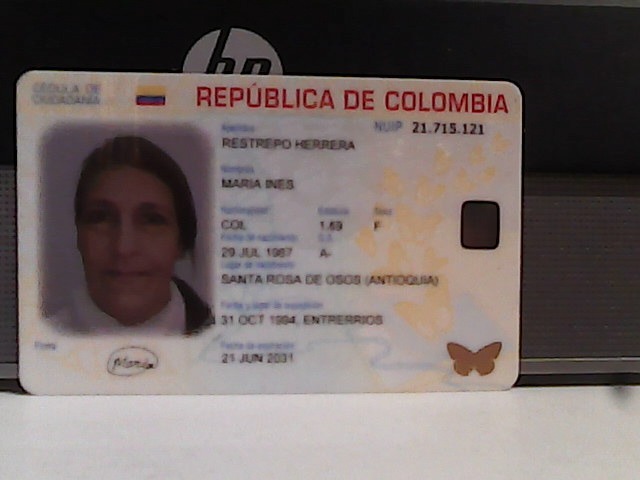 hp
CÉDULA DE
CIUDADANÍA
REPÚBLICA DE COLOMBIA
Apellidos
NUIP 21.715.121
RESTREPO HERRERA
Nombres
MARIA INES
Nacionalidad Estatura Sexo
COL 1.69 F
Fecha de nacimiento G.S.
29 JUL 1967 A-
Lugar de nacimiento
SANTA ROSA DE OSOS (ANTIOQUIA)
Fecha y lugar de expedición
31 OCT 1994, ENTRERRIOS
Fecha de expiración
21 JUN 2031
Firma
Maria